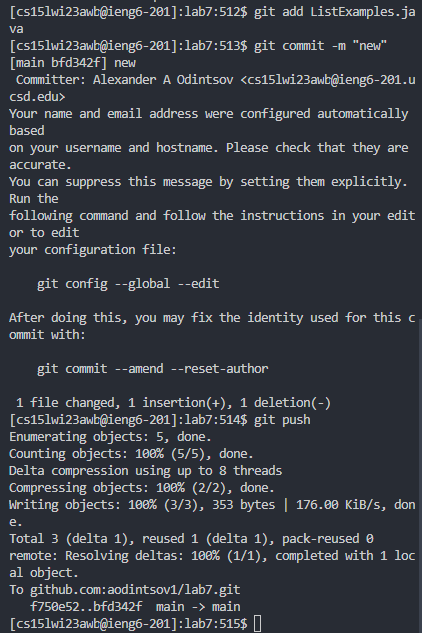 [cs15lwi23awb@ieng6-201]:lab7:512$ git add ListExamples.ja
va
[cs15lwi23awb@ieng6-201]:lab7:513$ git commit -m "new"
[main bfd342f] new
 Committer: Alexander A Odintsov <cs15lwi23awb@ieng6-201.u
csd.edu>
Your name and email address were configured automatically
based
on your username and hostname. Please check that they are
accurate.
You can suppress this message by setting them explicitly.
Run the
following command and follow the instructions in your edit
or to edit
your configuration file:

    git config --global --edit

After doing this, you may fix the identity used for this c
ommit with:

    git commit --amend --reset-author

 1 file changed, 1 insertion(+), 1 deletion(-)
[cs15lwi23awb@ieng6-201]:lab7:514$ git push
Enumerating objects: 5, done.
Counting objects: 100% (5/5), done.
Delta compression using up to 8 threads
Compressing objects: 100% (2/2), done.
Writing objects: 100% (3/3), 353 bytes | 176.00 KiB/s, don
e.
Total 3 (delta 1), reused 1 (delta 1), pack-reused 0
remote: Resolving deltas: 100% (1/1), completed with 1 loc
al object.
To github.com:aodintsov1/lab7.git
   f750e52..bfd342f  main -> main
[cs15lwi23awb@ieng6-201]:lab7:515$